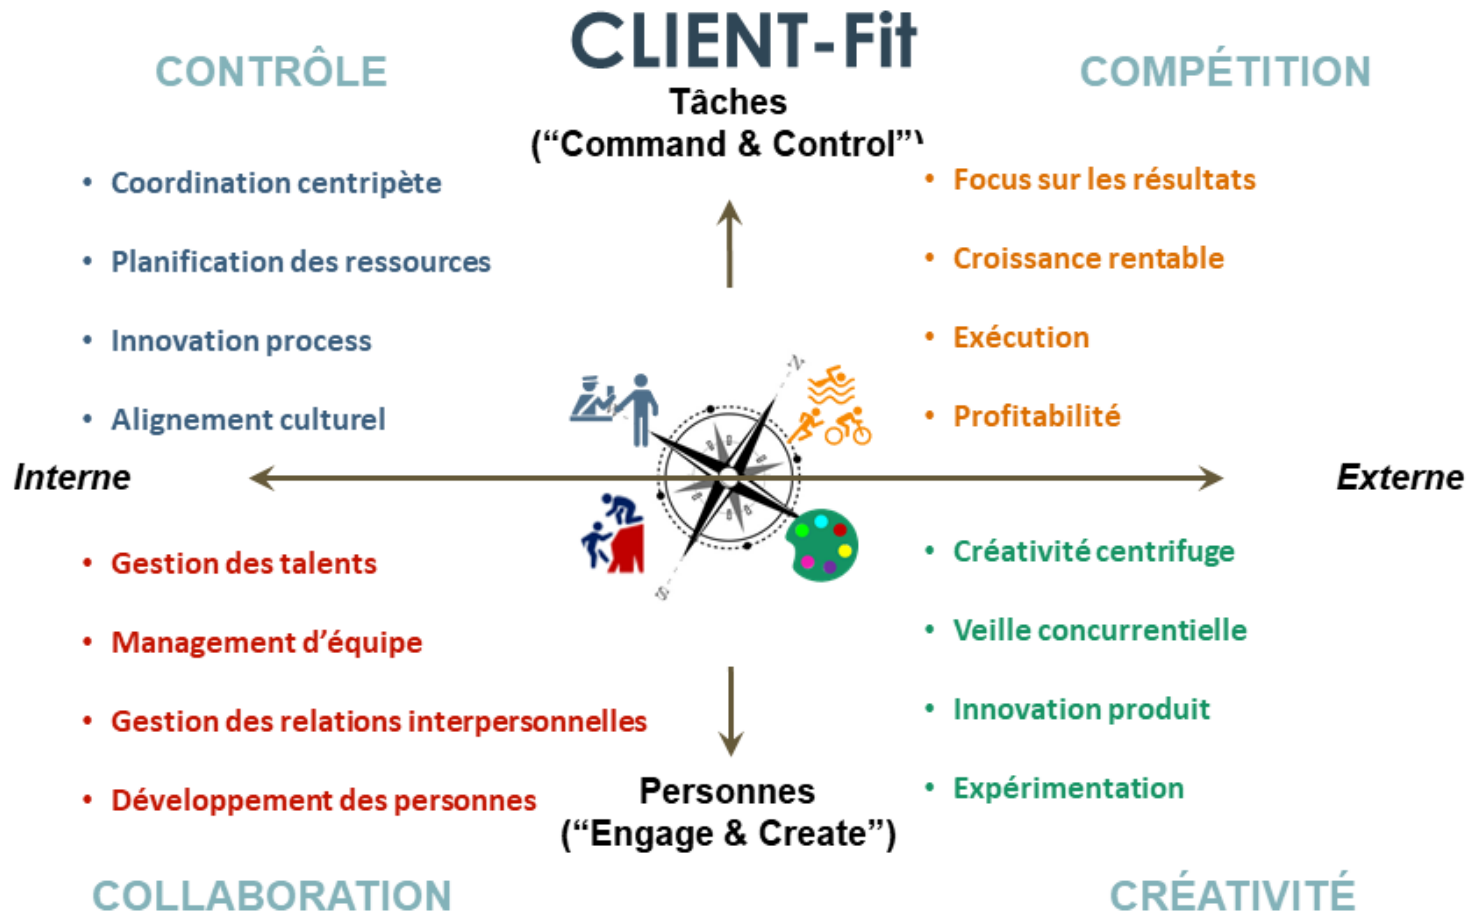 CLIENT-Fit
CONTRÔLE
COMPÉTITION
Tâches
(“Command & Control”)
• Coordination centripète
• Planification des ressources
• Innovation process
• Alignement culturel
• Focus sur les résultats
• Croissance rentable
• Exécution
• Profitabilité
N
Interne
Externe
S
• Gestion des talents
• Management d’équipe
• Gestion des relations interpersonnelles
• Développement des personnes
• Créativité centrifuge
• Veille concurrentielle
• Innovation produit
• Expérimentation
Personnes
(“Engage & Create”)
COLLABORATION
CRÉATIVITÉ